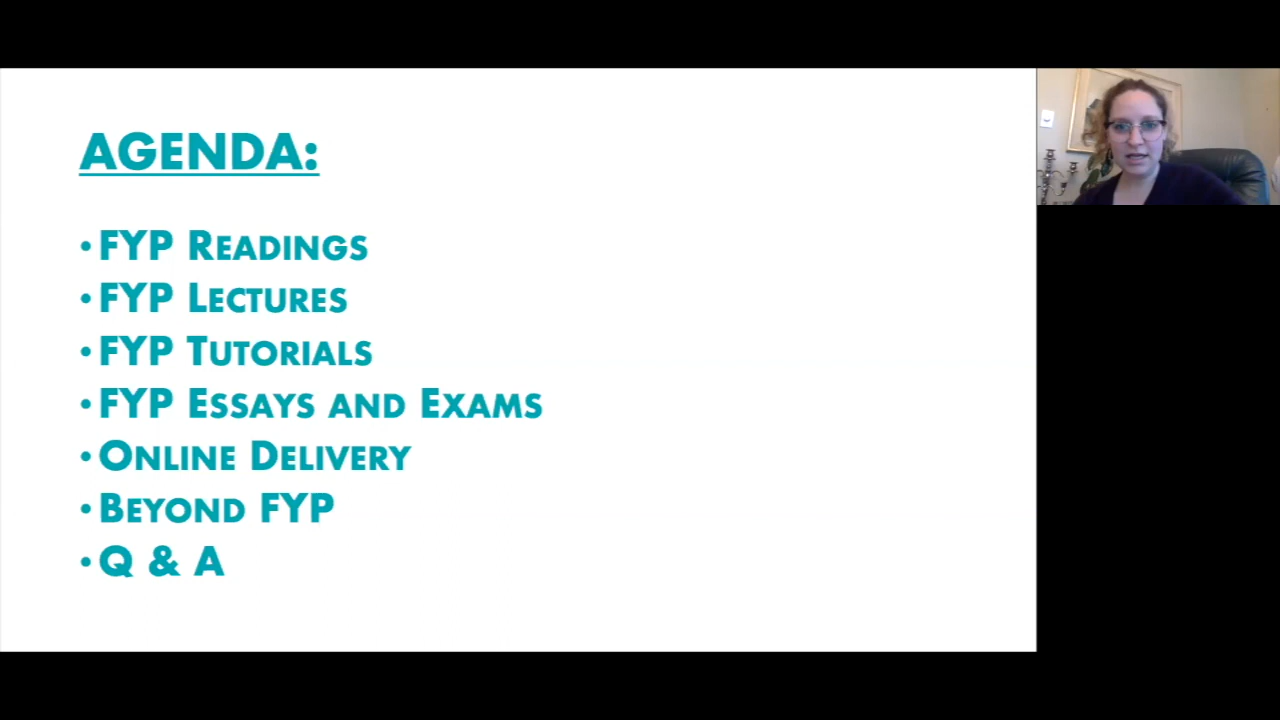 AGENDA:
• FYP READINGS
• FYP LECTURES
• FYP TUTORIALS
• FYP ESSAYS AND EXAMS
• ONLINE DELIVERY
• BEYOND FYP
• Q & A